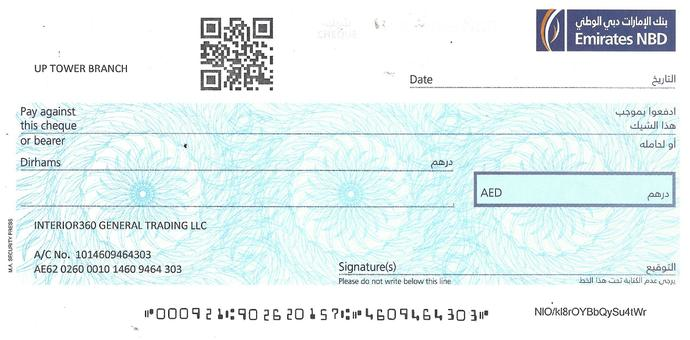 بنك الإمارات دبي الوطني
Emirates NBD
UP TOWER BRANCH
Date التاريخ
Pay against ادفعوا بموجب
this cheque هذا الشيك
or bearer أو لحامله
Dirhams درهم
AED درهم
INTERIOR360 GENERAL TRADING LLC
A/C No. 1014609464303
AE62 0260 0010 1460 9464 303
M.A. SECURITY PRESS
Signature(s) التوقيع
Please do not write below this line يرجى عدم الكتابة تحت هذا الخط
⑈000921⑆902620157⑆4609464303⑈
NIO/kl8rOYBbQySu4tWr